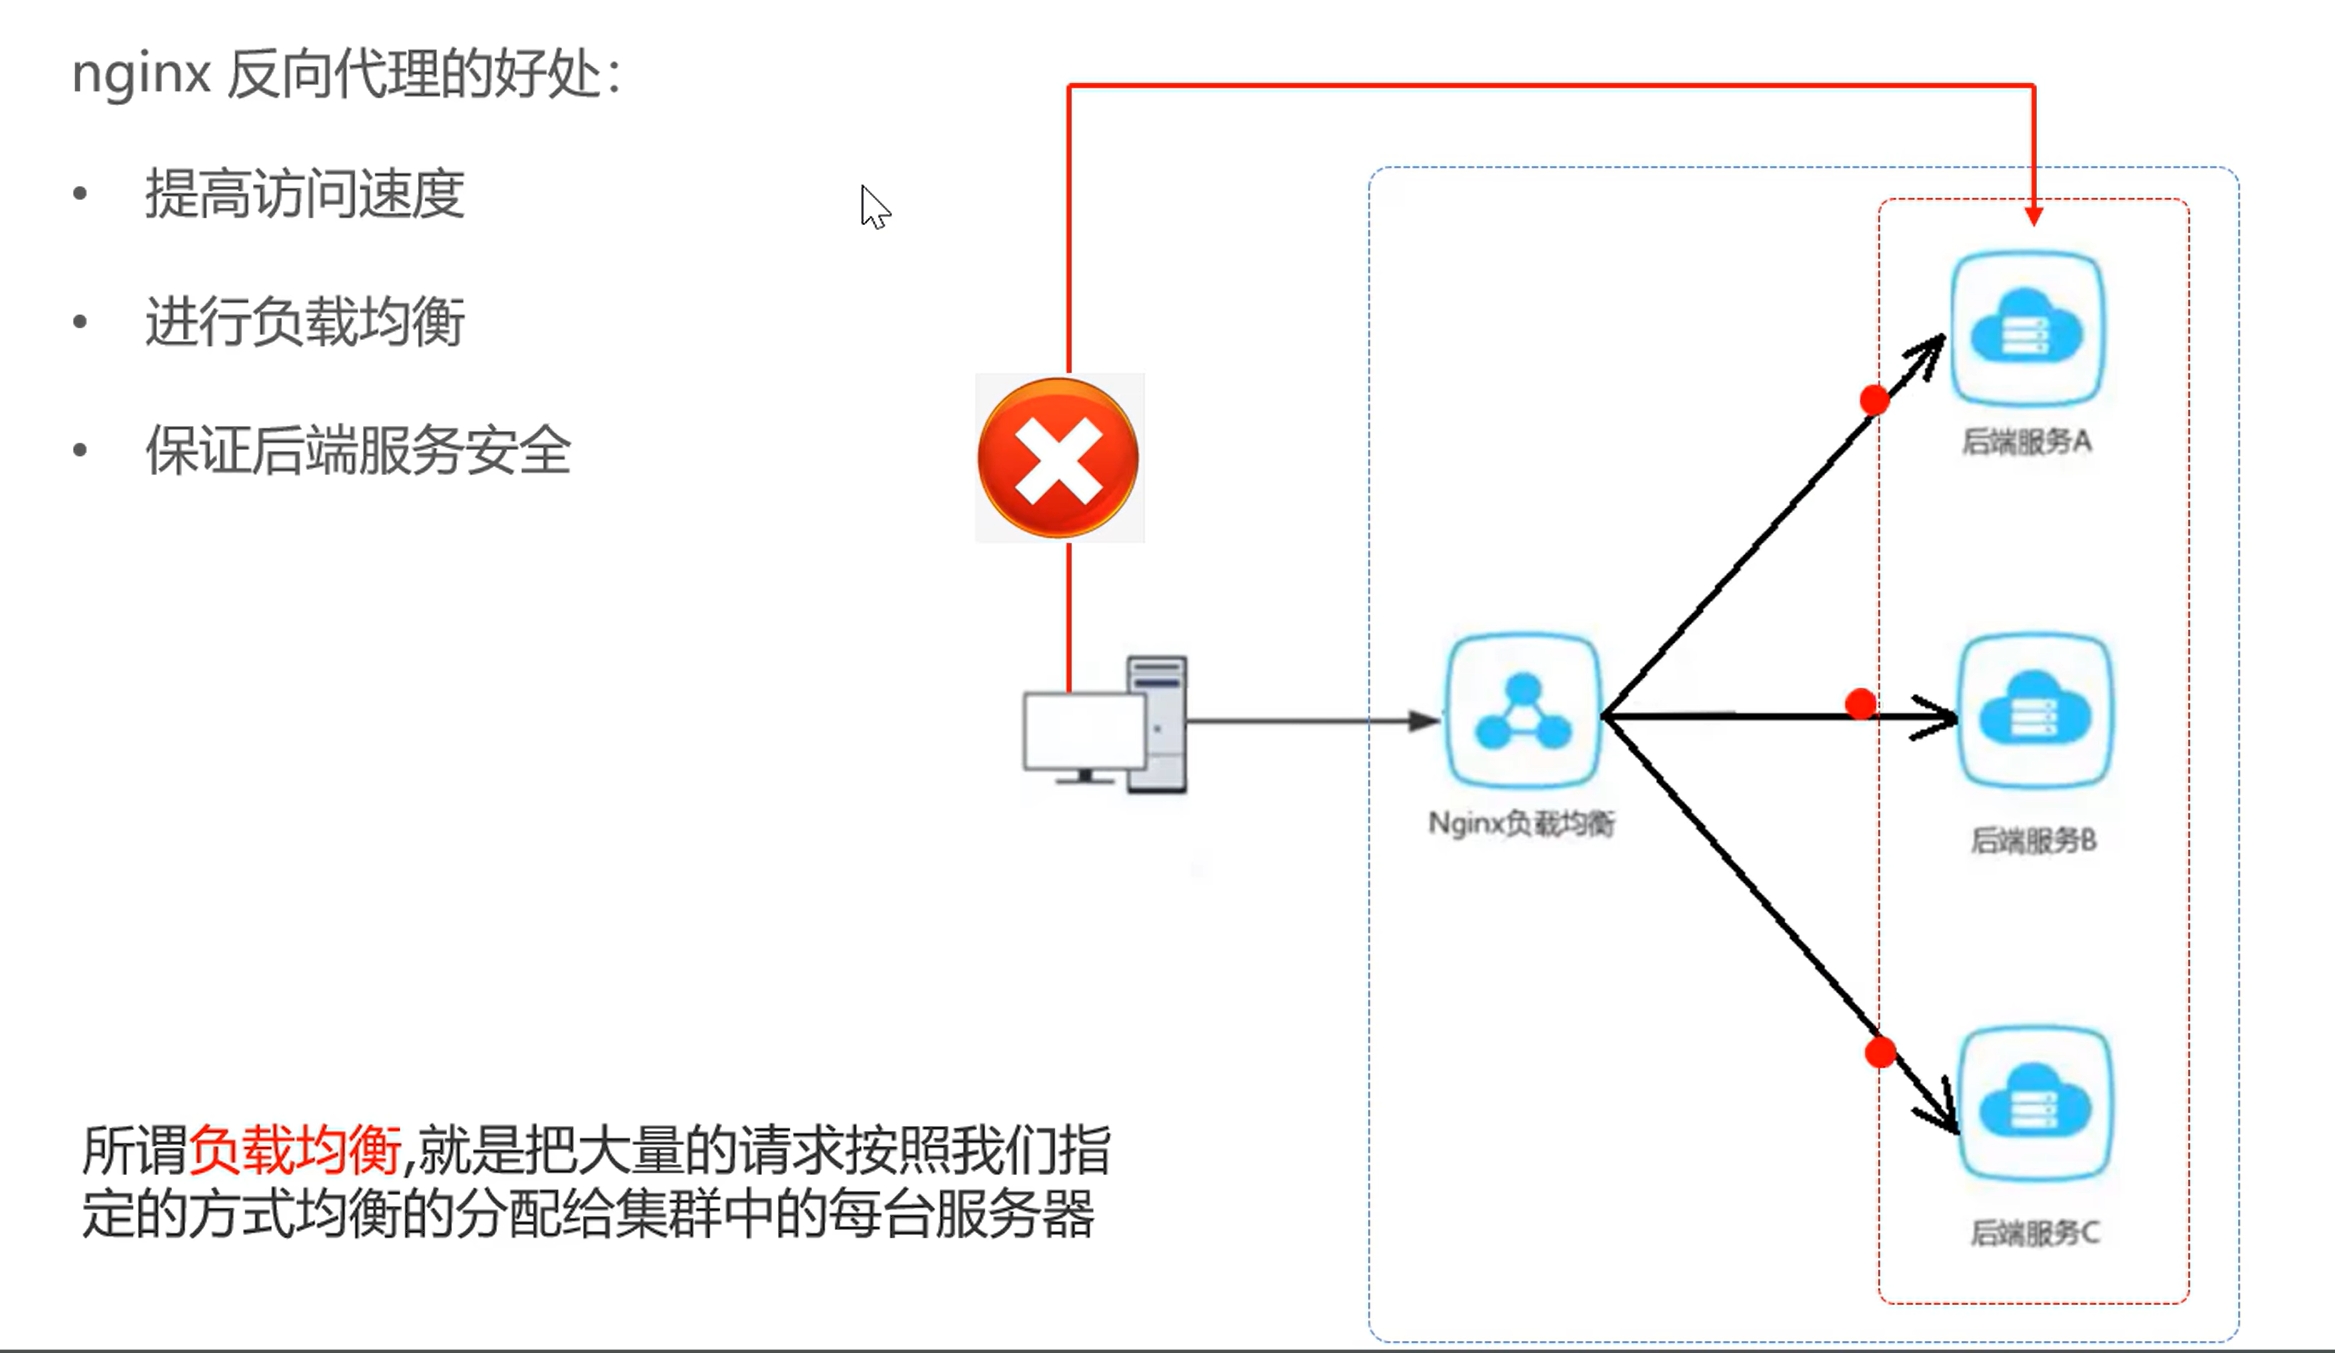 nginx 反向代理的好处：
• 提高访问速度
• 进行负载均衡
• 保证后端服务安全
后端服务A
Nginx负载均衡
后端服务B
后端服务C
所谓负载均衡,就是把大量的请求按照我们指
定的方式均衡的分配给集群中的每台服务器